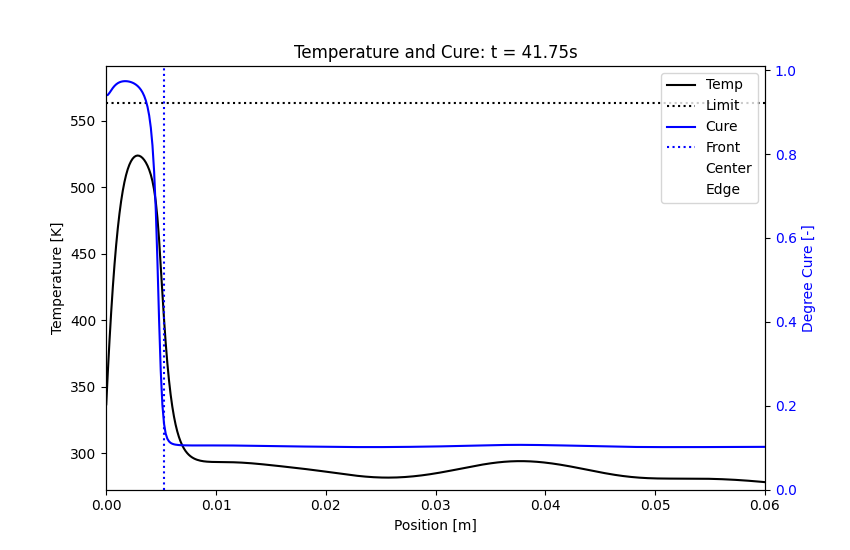 Temperature and Cure: t = 41.75s
Temp
Limit
Cure
Front
Center
Edge
Temperature [K]
550
500
450
400
350
300
Degree Cure [-]
1.0
0.8
0.6
0.4
0.2
0.0
0.00 0.01 0.02 0.03 0.04 0.05 0.06
Position [m]